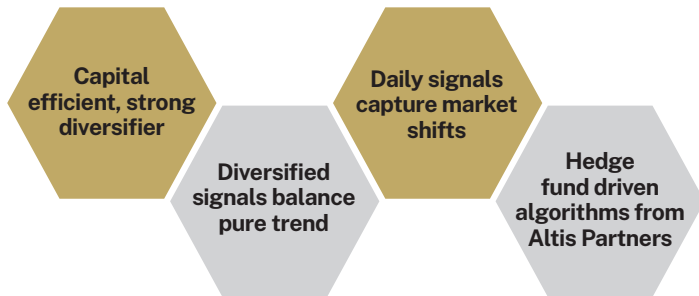 Capital
efficient, strong
diversifier
Diversified
signals balance
pure trend
Daily signals
capture market
shifts
Hedge
fund driven
algorithms from
Altis Partners